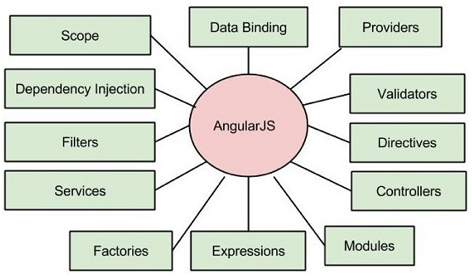 Scope
Data Binding
Providers
Dependency Injection
Validators
AngularJS
Filters
Directives
Services
Controllers
Factories
Expressions
Modules